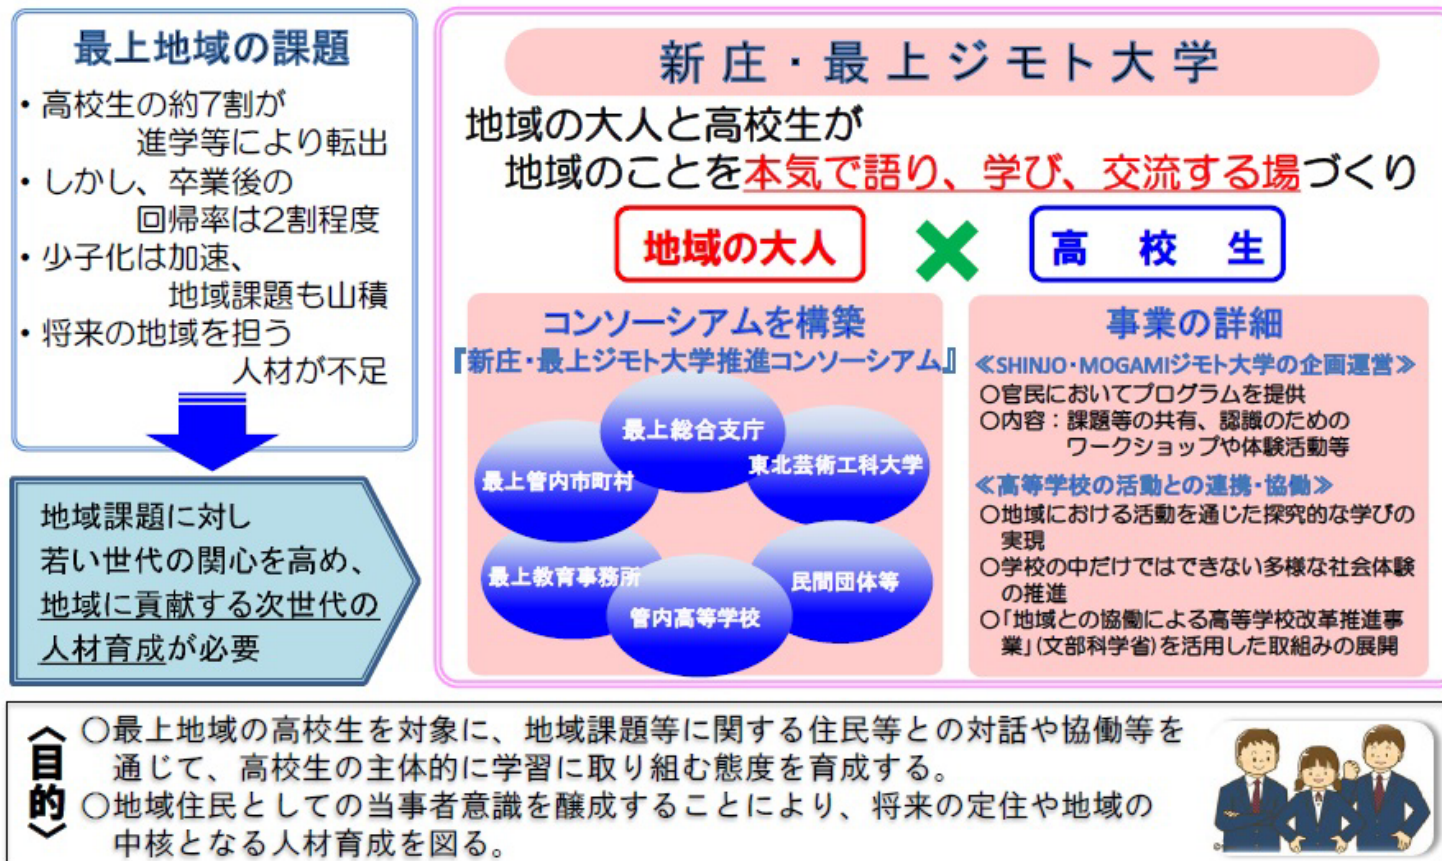 最上地域の課題
・高校生の約7割が
進学等により転出
・しかし、卒業後の
回帰率は2割程度
・少子化は加速、
地域課題も山積
・将来の地域を担う
人材が不足
地域課題に対し
若い世代の関心を高め、
地域に貢献する次世代の
人材育成が必要
新庄・最上ジモト大学
地域の大人と高校生が
地域のことを本気で語り、学び、交流する場づくり
地域の大人
高校生
コンソーシアムを構築
『新庄・最上ジモト大学推進コンソーシアム』
最上総合支庁
東北芸術工科大学
最上管内市町村
最上教育事務所
民間団体等
管内高等学校
事業の詳細
≪SHINJO・MOGAMIジモト大学の企画運営≫
○官民においてプログラムを提供
○内容：課題等の共有、認識のための
ワークショップや体験活動等
≪高等学校の活動との連携・協働≫
○地域における活動を通じた探究的な学びの
実現
○学校の中だけではできない多様な社会体験
の推進
○「地域との協働による高等学校改革推進事
業」(文部科学省)を活用した取組みの展開
〈目的〉
○最上地域の高校生を対象に、地域課題等に関する住民等との対話や協働等を
通じて、高校生の主体的に学習に取り組む態度を育成する。
○地域住民としての当事者意識を醸成することにより、将来の定住や地域の
中核となる人材育成を図る。